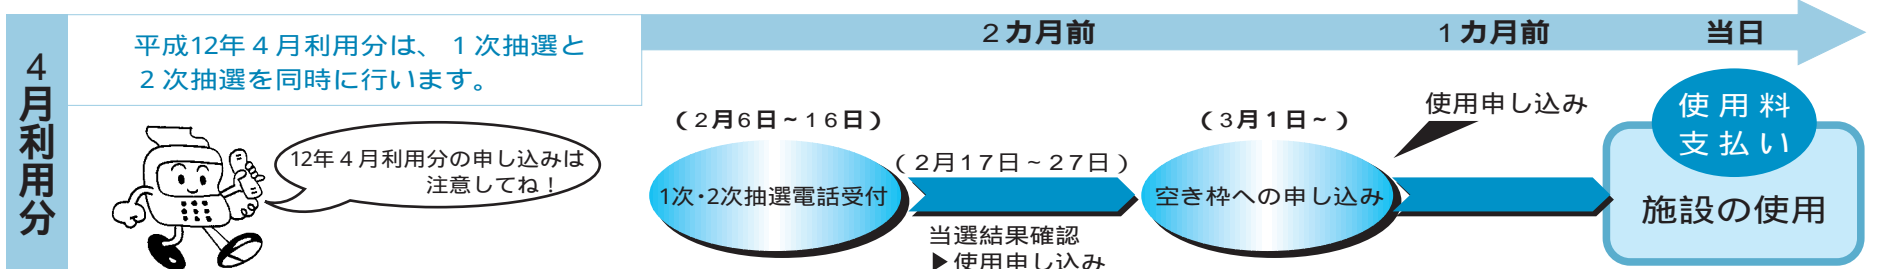 4月利用分
平成12年４月利用分は、１次抽選と
２次抽選を同時に行います。
12年４月利用分の申し込みは
注意してね！
２カ月前
１カ月前
当日
（２月６日～１６日）
1次・2次抽選電話受付
（２月１７日～２７日）
当選結果確認
▶使用申し込み
（３月１日～）
空き枠への申し込み
使用申し込み
使用料
支払い
施設の使用